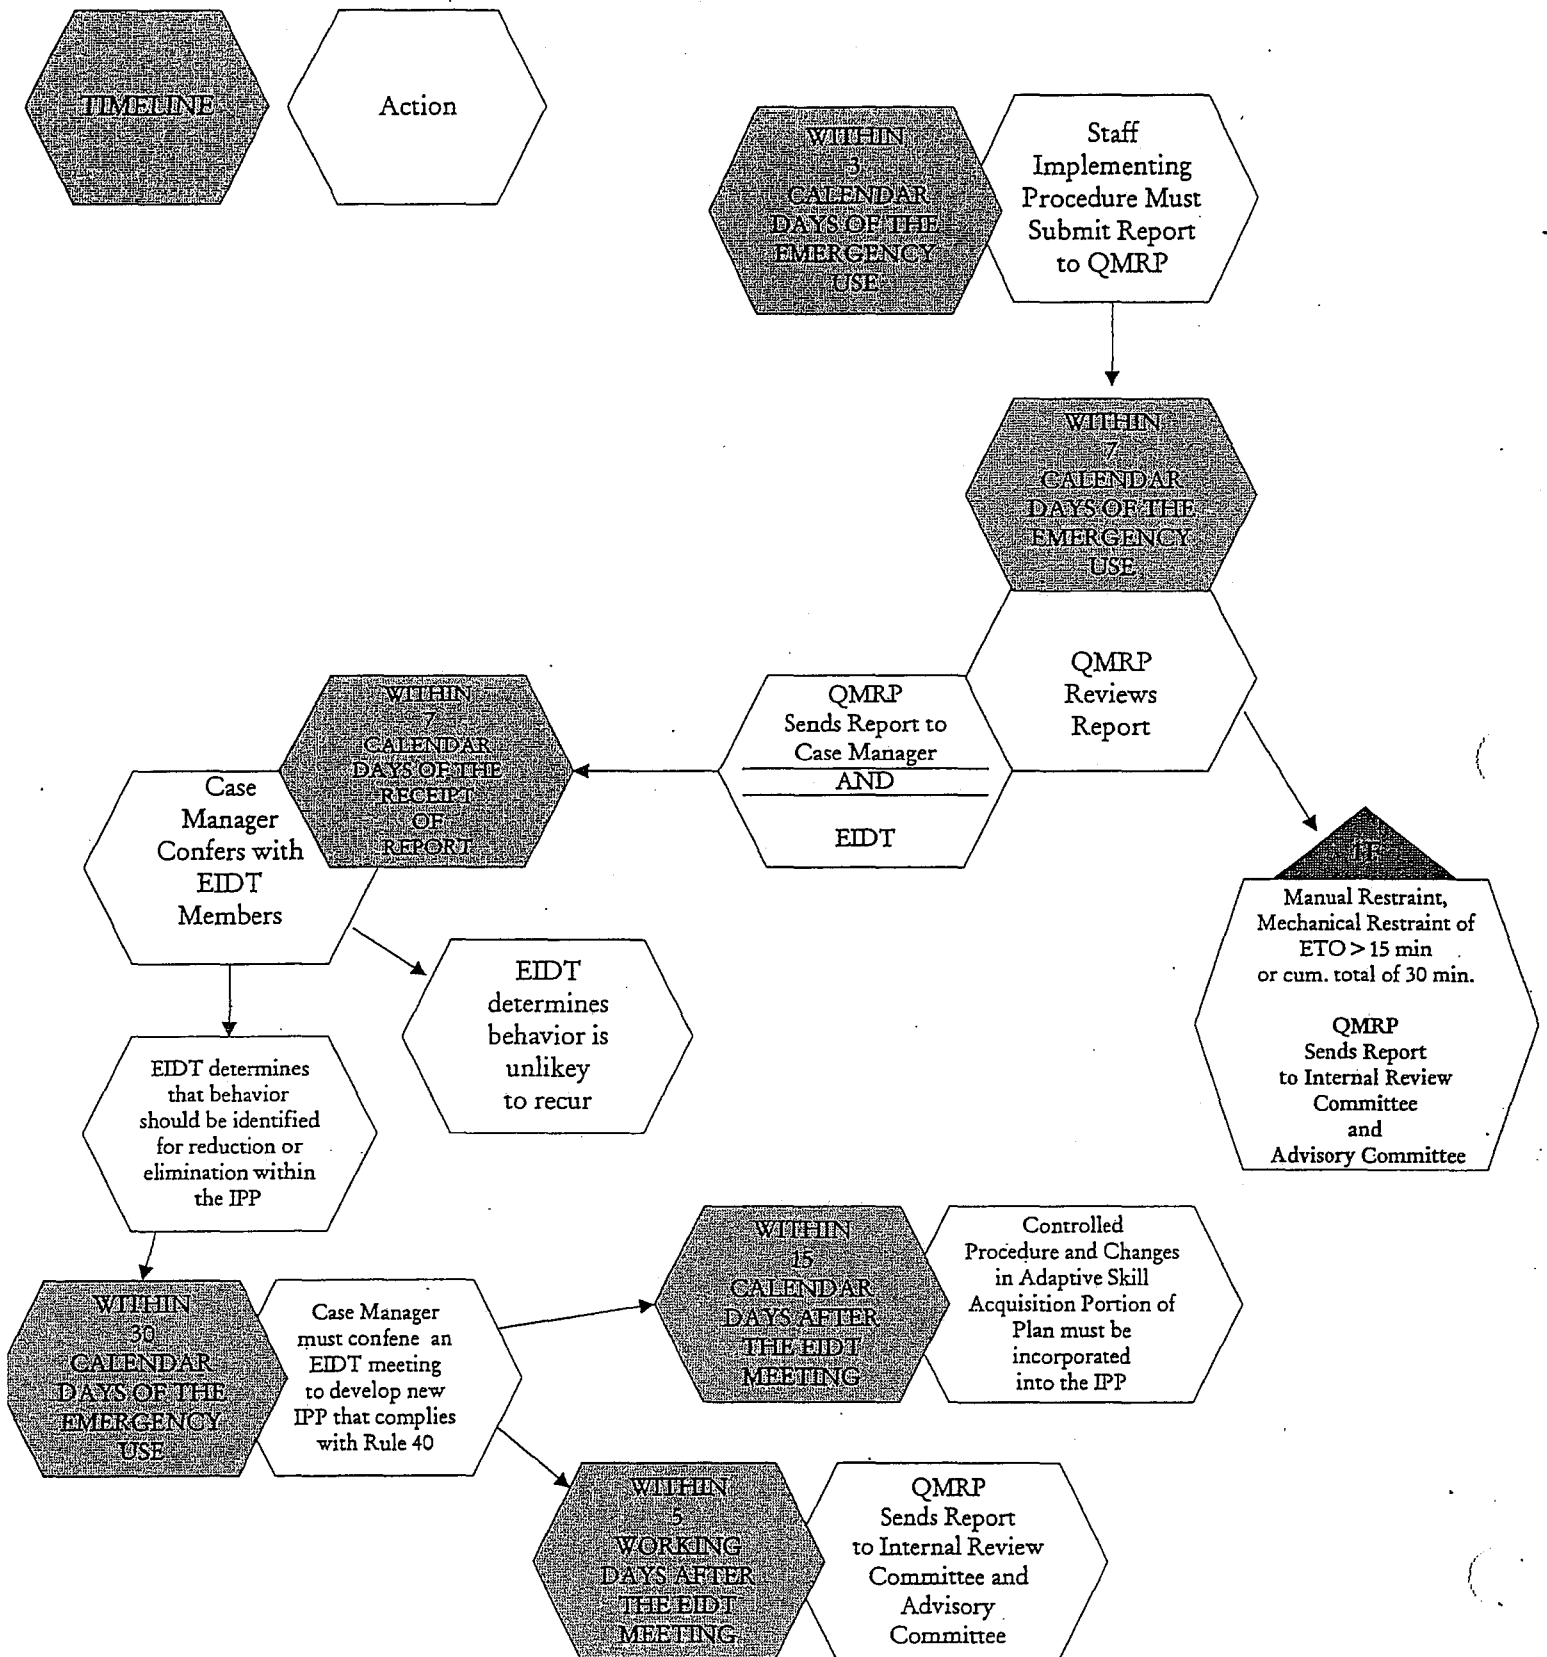 TIMELINE
Action
WITHIN
3
CALENDAR
DAYS OF THE
EMERGENCY
USE
Staff
Implementing
Procedure Must
Submit Report
to QMRP
WITHIN
7
CALENDAR
DAYS OF THE
EMERGENCY
USE
QMRP
Reviews
Report
QMRP
Sends Report to
Case Manager
AND
EIDT
WITHIN
7
CALENDAR
DAYS OF THE
RECEIPT
OF
REPORT
Case
Manager
Confers with
EIDT
Members
IF
Manual Restraint,
Mechanical Restraint of
ETO > 15 min
or cum. total of 30 min.
QMRP
Sends Report
to Internal Review
Committee
and
Advisory Committee
EIDT
determines
behavior is
unlikey
to recur
EIDT determines
that behavior
should be identified
for reduction or
elimination within
the IPP
WITHIN
30
CALENDAR
DAYS OF THE
EMERGENCY
USE
Case Manager
must confene an
EIDT meeting
to develop new
IPP that complies
with Rule 40
WITHIN
15
CALENDAR
DAYS AFTER
THE EIDT
MEETING
Controlled
Procedure and Changes
in Adaptive Skill
Acquisition Portion of
Plan must be
incorporated
into the IPP
WITHIN
5
WORKING
DAYS AFTER
THE EIDT
MEETING
QMRP
Sends Report
to Internal Review
Committee and
Advisory
Committee